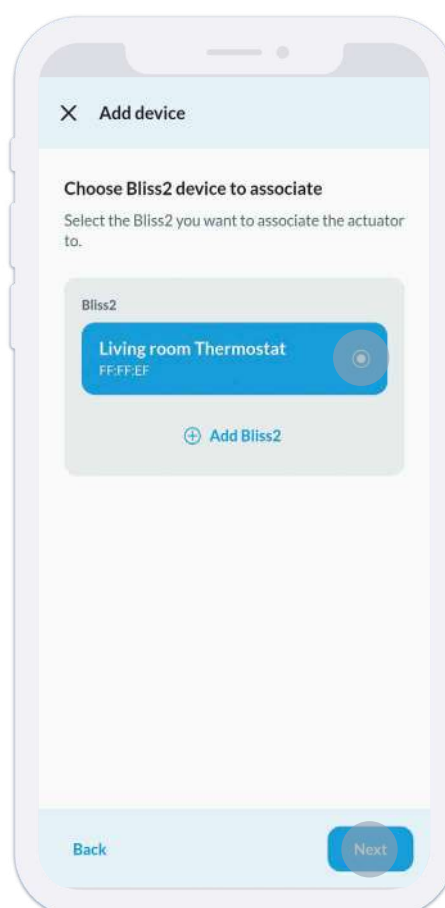 Add device
Choose Bliss2 device to associate
Select the Bliss2 you want to associate the actuator
to.
Bliss2
Living room Thermostat
FF:FF:EF
Add Bliss2
Back
Next